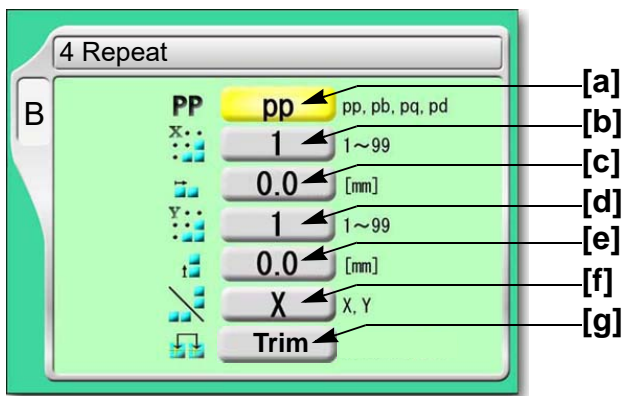 4 Repeat
B
PP pp pp, pb, pq, pd [a]
X 1 1~99 [b]
0.0 [mm] [c]
Y 1 1~99 [d]
0.0 [mm] [e]
X X, Y [f]
Trim [g]